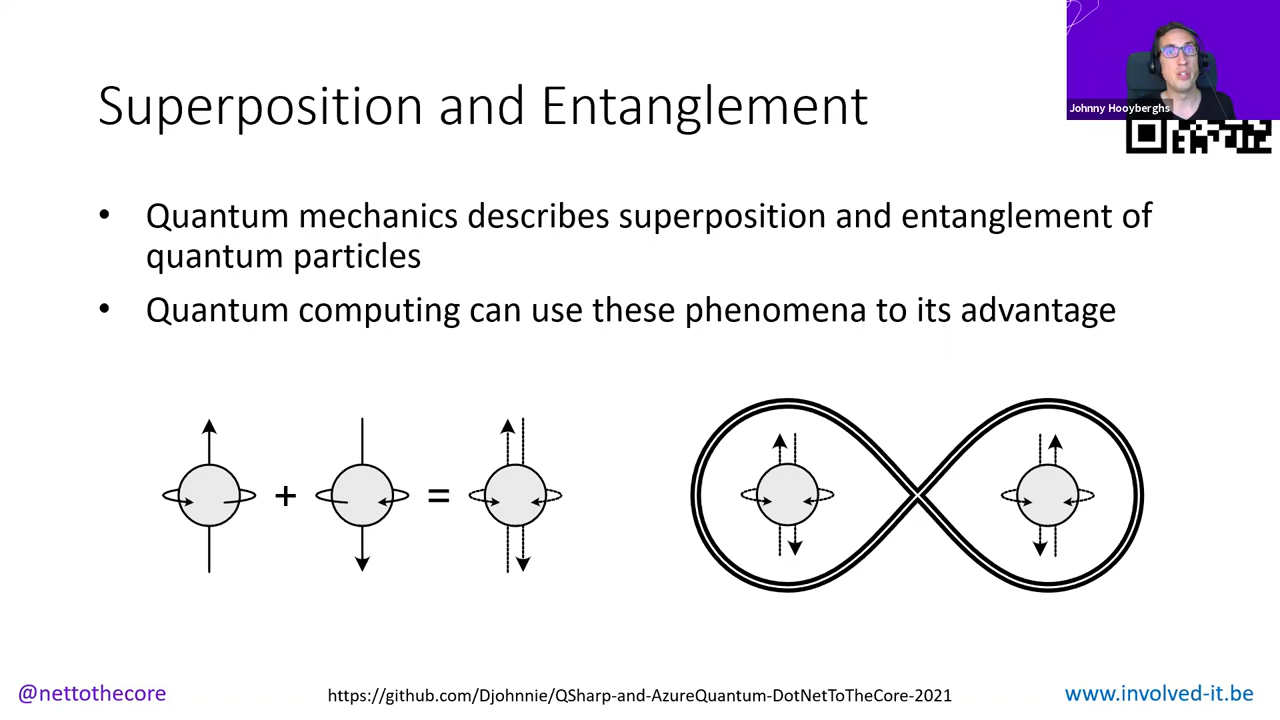 Johnny Hooyberghs
Superposition and Entanglement
• Quantum mechanics describes superposition and entanglement of
quantum particles
• Quantum computing can use these phenomena to its advantage
+
=
@nettothecore
https://github.com/Djohnnie/QSharp-and-AzureQuantum-DotNetToTheCore-2021
www.involved-it.be